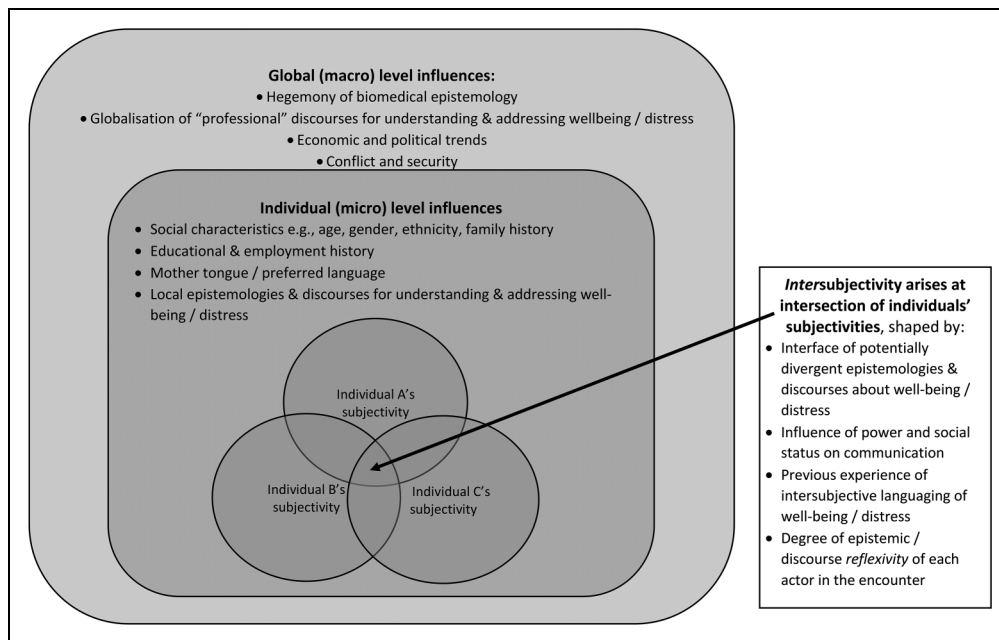 Global (macro) level influences:
• Hegemony of biomedical epistemology
• Globalisation of “professional” discourses for understanding & addressing wellbeing / distress
• Economic and political trends
• Conflict and security
Individual (micro) level influences
• Social characteristics e.g., age, gender, ethnicity, family history
• Educational & employment history
• Mother tongue / preferred language
• Local epistemologies & discourses for understanding & addressing well-
being / distress
Individual A’s
subjectivity
Individual B’s
subjectivity
Individual C’s
subjectivity
Intersubjectivity arises at
intersection of individuals’
subjectivities, shaped by:
• Interface of potentially
divergent epistemologies &
discourses about well-being /
distress
• Influence of power and social
status on communication
• Previous experience of
intersubjective languaging of
well-being / distress
• Degree of epistemic /
discourse reflexivity of each
actor in the encounter